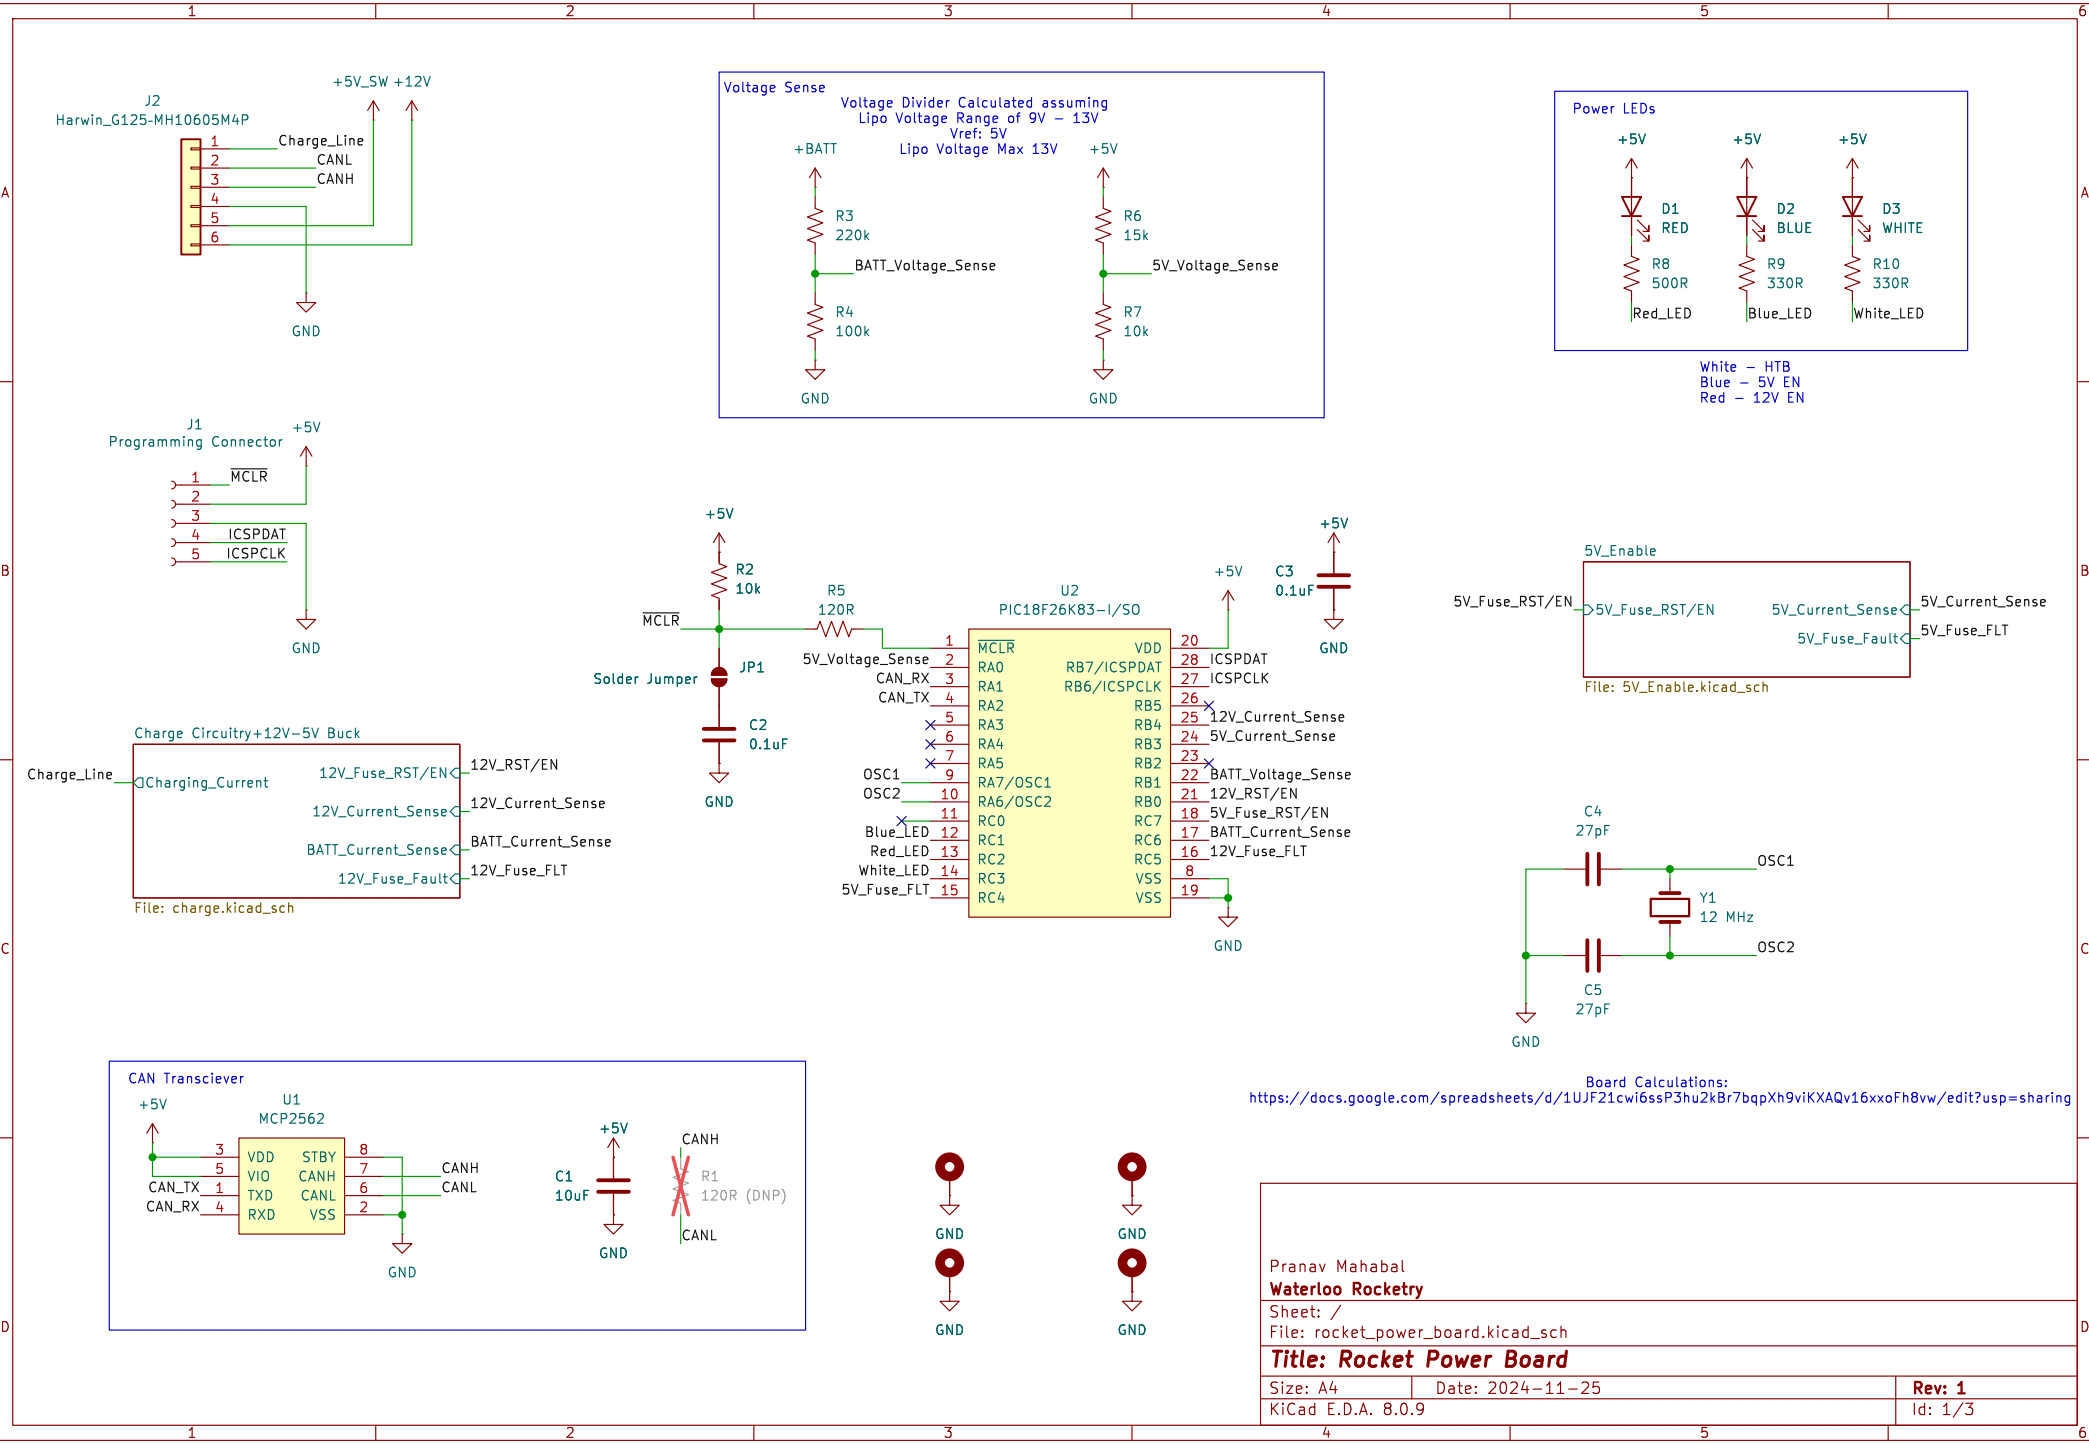 1 2 3 4 5 6
A
B
C
D
J2
Harwin_G125-MH10605M4P
+5V_SW +12V
1 Charge_Line
2 CANL
3 CANH
4
5
6
GND
Voltage Sense
Voltage Divider Calculated assuming
Lipo Voltage Range of 9V - 13V
Vref: 5V
Lipo Voltage Max 13V
+BATT
R3
220k
BATT_Voltage_Sense
R4
100k
GND
+5V
R6
15k
5V_Voltage_Sense
R7
10k
GND
Power LEDs
+5V +5V +5V
D1
RED
D2
BLUE
D3
WHITE
R8
500R
R9
330R
R10
330R
Red_LED
Blue_LED
White_LED
White - HTB
Blue - 5V EN
Red - 12V EN
J1
Programming Connector
+5V
1 MCLR
2
3
4 ICSPDAT
5 ICSPCLK
GND
+5V
R2
10k
MCLR
R5
120R
JP1
Solder Jumper
C2
0.1uF
GND
U2
PIC18F26K83-I/SO
1 MCLR
5V_Voltage_Sense 2 RA0
CAN_RX 3 RA1
CAN_TX 4 RA2
5 RA3
6 RA4
7 RA5
OSC1 9 RA7/OSC1
OSC2 10 RA6/OSC2
11 RC0
Blue_LED 12 RC1
Red_LED 13 RC2
White_LED 14 RC3
5V_Fuse_FLT 15 RC4
+5V
VDD 20
RB7/ICSPDAT 28 ICSPDAT
RB6/ICSPCLK 27 ICSPCLK
RB5 26
RB4 25 12V_Current_Sense
RB3 24 5V_Current_Sense
RB2 23
RB1 22 BATT_Voltage_Sense
RB0 21 12V_RST/EN
RC7 18 5V_Fuse_RST/EN
RC6 17 BATT_Current_Sense
RC5 16 12V_Fuse_FLT
VSS 8
VSS 19
GND
+5V
C3
0.1uF
GND
5V_Enable
5V_Fuse_RST/EN
5V_Fuse_RST/EN
5V_Current_Sense
5V_Current_Sense
5V_Fuse_Fault
5V_Fuse_FLT
File: 5V_Enable.kicad_sch
Charge Circuitry+12V-5V Buck
Charge_Line
Charging_Current
12V_Fuse_RST/EN
12V_RST/EN
12V_Current_Sense
12V_Current_Sense
BATT_Current_Sense
BATT_Current_Sense
12V_Fuse_Fault
12V_Fuse_FLT
File: charge.kicad_sch
C4
27pF
OSC1
Y1
12 MHz
OSC2
C5
27pF
GND
Board Calculations:
https://docs.google.com/spreadsheets/d/1UJF21cwi6ssP3hu2kBr7bqpXh9viKXAQv16xxoFh8vw/edit?usp=sharing
CAN Transciever
+5V
U1
MCP2562
3 VDD STBY 8
5 VIO CANH 7 CANH
CAN_TX 1 TXD CANL 6 CANL
CAN_RX 4 RXD VSS 2
GND
+5V
C1
10uF
GND
CANH
R1
120R (DNP)
CANL
GND
GND
GND
GND
Pranav Mahabal
Waterloo Rocketry
Sheet: /
File: rocket_power_board.kicad_sch
Title: Rocket Power Board
Size: A4 Date: 2024-11-25 Rev: 1
KiCad E.D.A. 8.0.9 Id: 1/3
A
B
C
D
1 2 3 4 5 6